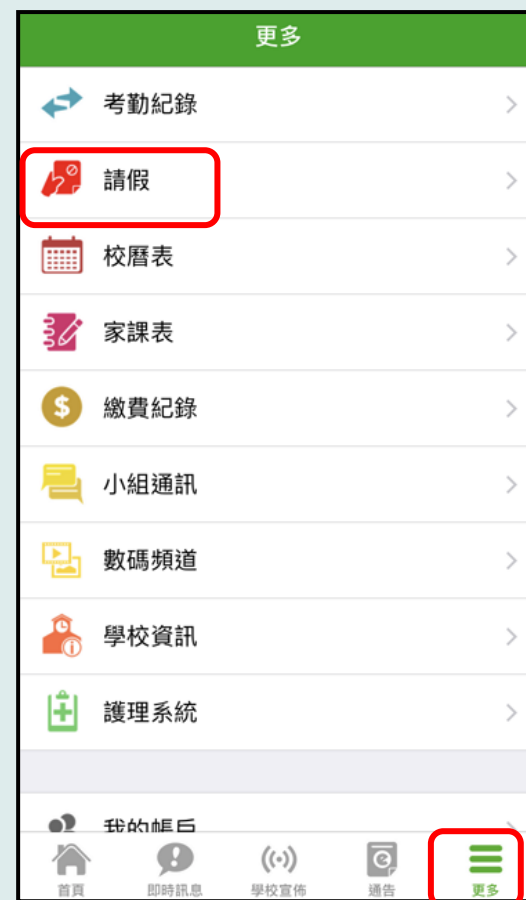 更多
考勤紀錄
請假
校曆表
家課表
繳費紀錄
小組通訊
數碼頻道
學校資訊
護理系統
我的帳戶
首頁 即時訊息 學校宣佈 通告 更多